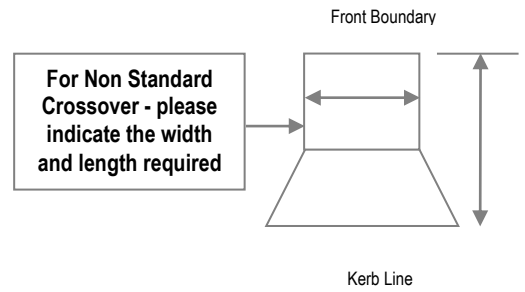 Front Boundary
For Non Standard
Crossover - please
indicate the width
and length required
Kerb Line